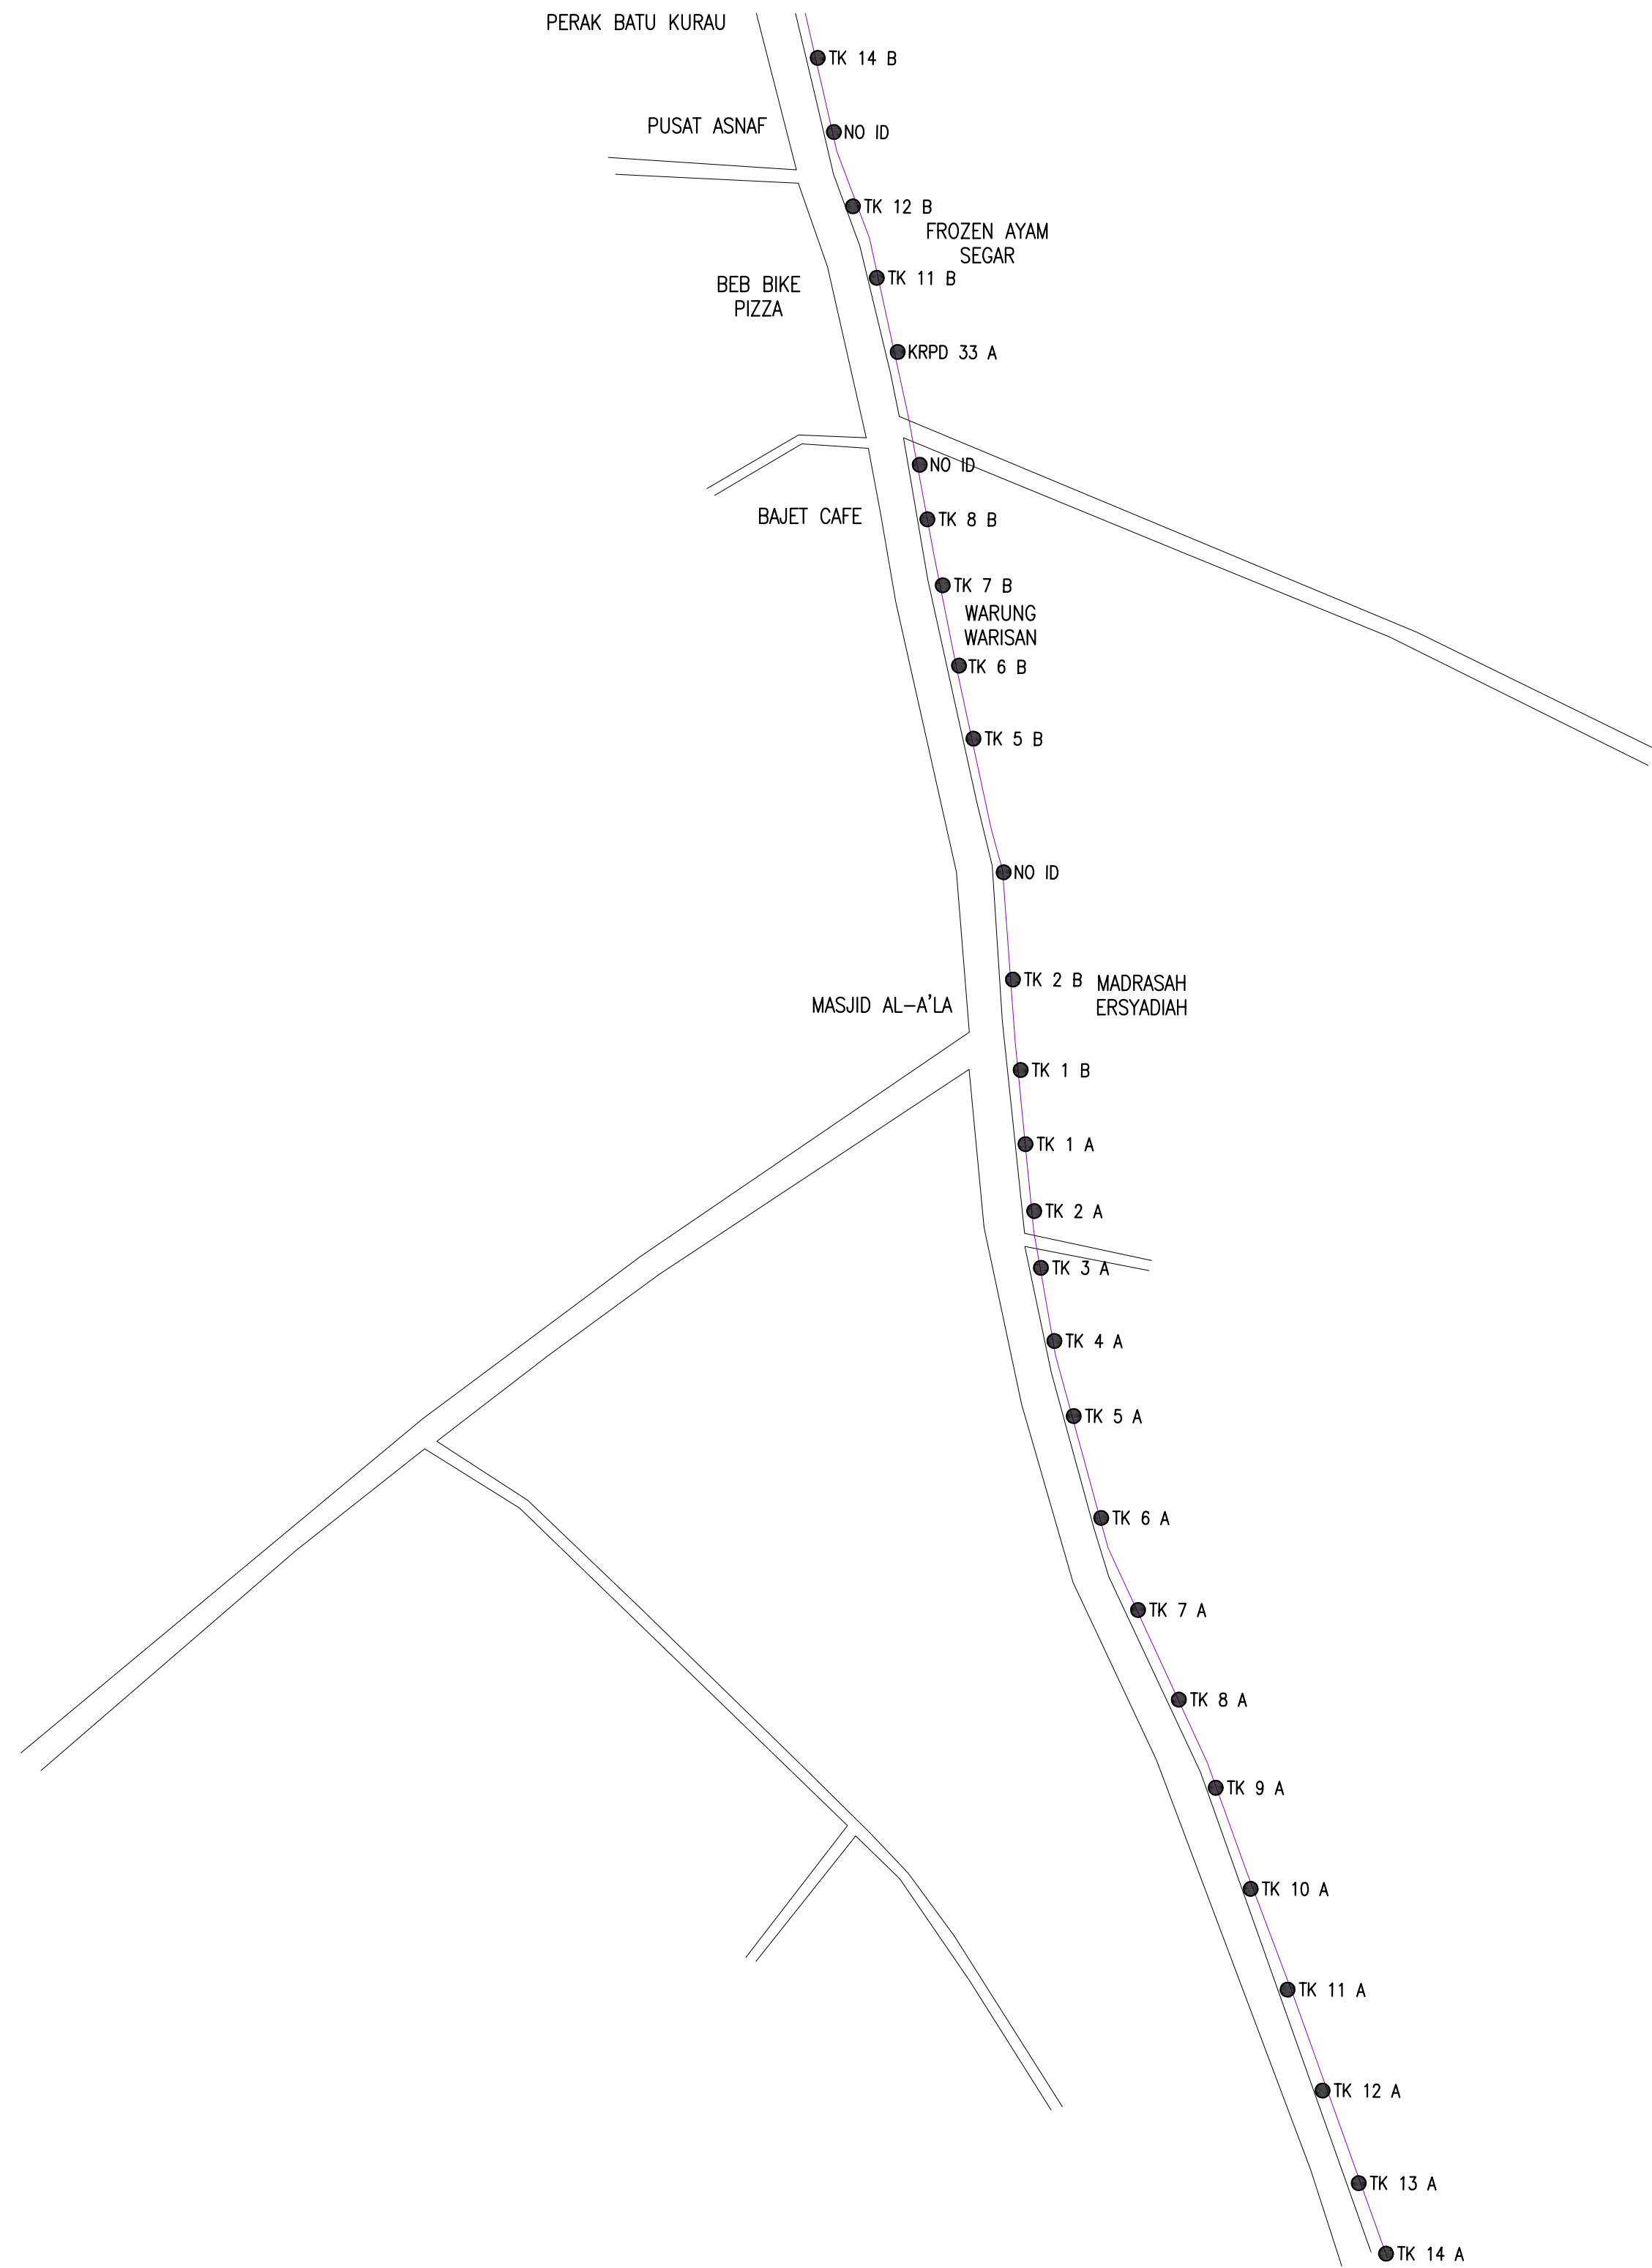 PERAK BATU KURAU
TK 14 B
PUSAT ASNAF
NO ID
TK 12 B
FROZEN AYAM
SEGAR
TK 11 B
BEB BIKE
PIZZA
KRPD 33 A
NO ID
BAJET CAFE
TK 8 B
TK 7 B
WARUNG
WARISAN
TK 6 B
TK 5 B
NO ID
TK 2 B
MADRASAH
ERSYADIAH
MASJID AL-A'LA
TK 1 B
TK 1 A
TK 2 A
TK 3 A
TK 4 A
TK 5 A
TK 6 A
TK 7 A
TK 8 A
TK 9 A
TK 10 A
TK 11 A
TK 12 A
TK 13 A
TK 14 A